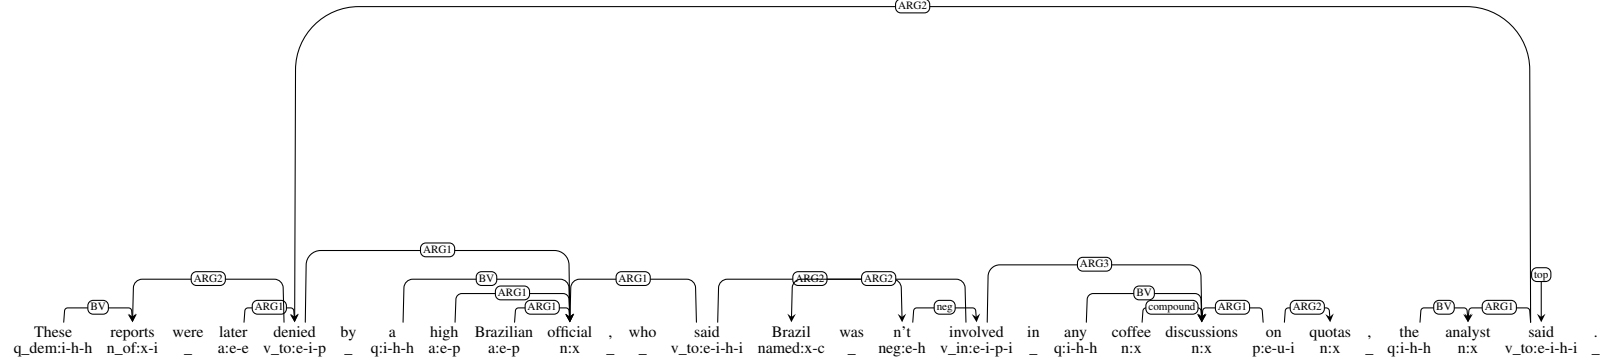 ARG2
ARG1
ARG3
ARG2 BV ARG1 ARG2 ARG2 top
BV ARG1 ARG1 ARG1 neg BV compound ARG1 ARG2 BV ARG1
These reports were later denied by a high Brazilian official , who said Brazil was n't involved in any coffee discussions on quotas , the analyst said .
q_dem:i-h-h n_of:x-i _ a:e-e v_to:e-i-p _ q:i-h-h a:e-p a:e-p n:x _ _ v_to:e-i-h-i named:x-c _ neg:e-h v_in:e-i-p-i _ q:i-h-h n:x n:x p:e-u-i n:x _ q:i-h-h n:x v_to:e-i-h-i _